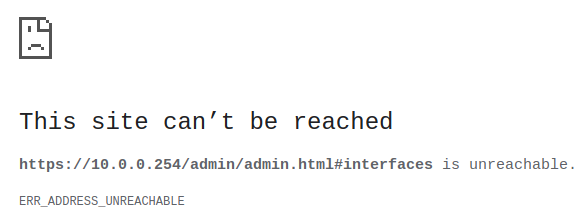 This site can’t be reached
https://10.0.0.254/admin/admin.html#interfaces is unreachable.
ERR_ADDRESS_UNREACHABLE